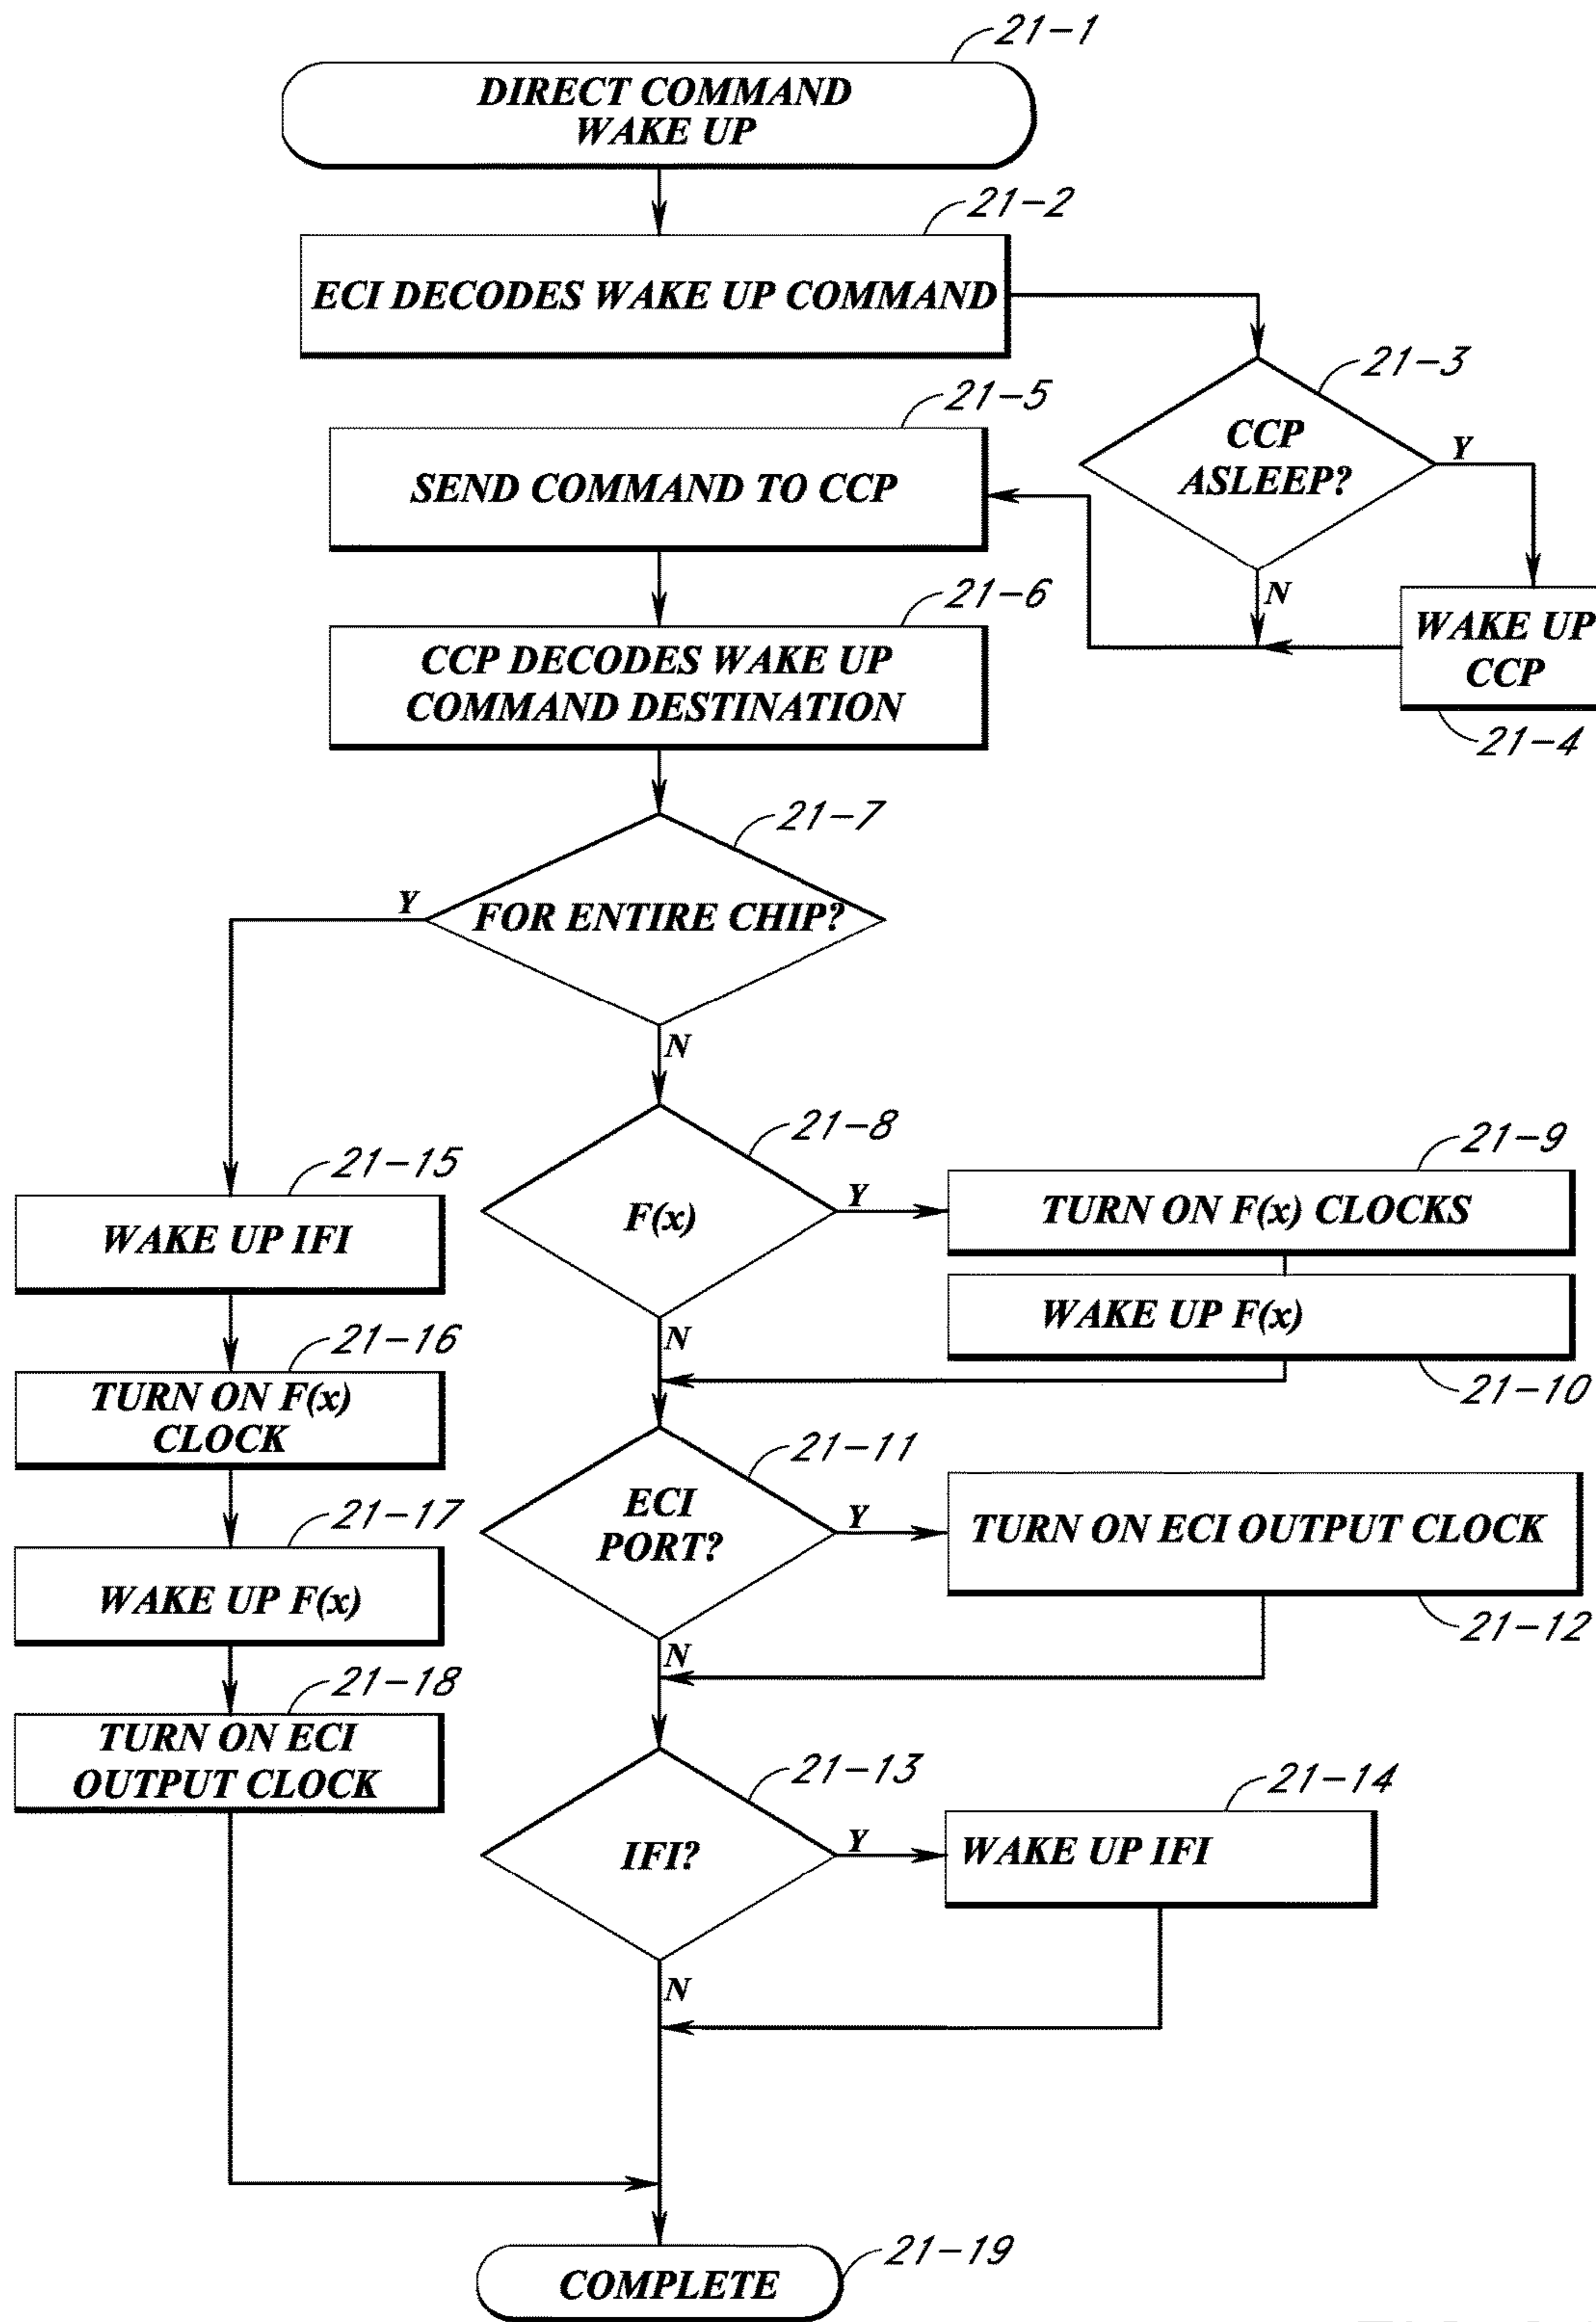 21-1
DIRECT COMMAND
WAKE UP
21-2
ECI DECODES WAKE UP COMMAND
21-3
CCP
ASLEEP?
Y
N
21-5
SEND COMMAND TO CCP
WAKE UP
CCP
21-4
21-6
CCP DECODES WAKE UP
COMMAND DESTINATION
21-7
FOR ENTIRE CHIP?
Y
N
21-8
F(x)
Y
N
21-9
TURN ON F(x) CLOCKS
WAKE UP F(x)
21-10
21-15
WAKE UP IFI
21-16
TURN ON F(x)
CLOCK
21-17
WAKE UP F(x)
21-18
TURN ON ECI
OUTPUT CLOCK
21-11
ECI
PORT?
Y
N
TURN ON ECI OUTPUT CLOCK
21-12
21-13
IFI?
Y
N
21-14
WAKE UP IFI
21-19
COMPLETE